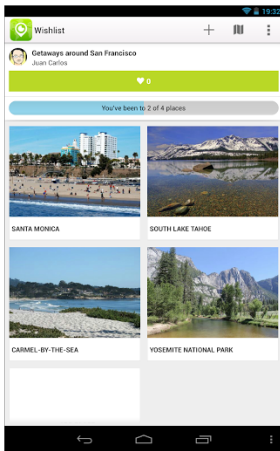 19:32
Wishlist
Getaways around San Francisco
Juan Carlos
0
You've been to 2 of 4 places
SANTA MONICA
SOUTH LAKE TAHOE
CARMEL-BY-THE-SEA
YOSEMITE NATIONAL PARK